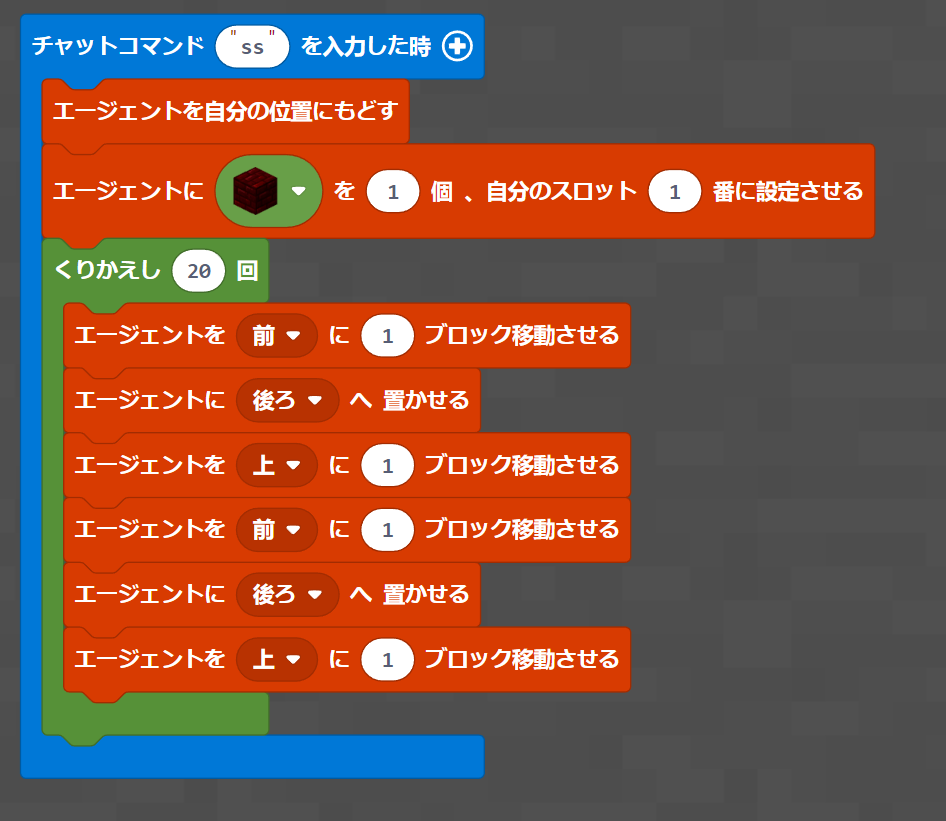 チャットコマンド "ss" を入力した時
エージェントを自分の位置にもどす
エージェントに を 1 個 、自分のスロット 1 番に設定させる
くりかえし 20 回
エージェントを 前 に 1 ブロック移動させる
エージェントに 後ろ へ 置かせる
エージェントを 上 に 1 ブロック移動させる
エージェントを 前 に 1 ブロック移動させる
エージェントに 後ろ へ 置かせる
エージェントを 上 に 1 ブロック移動させる